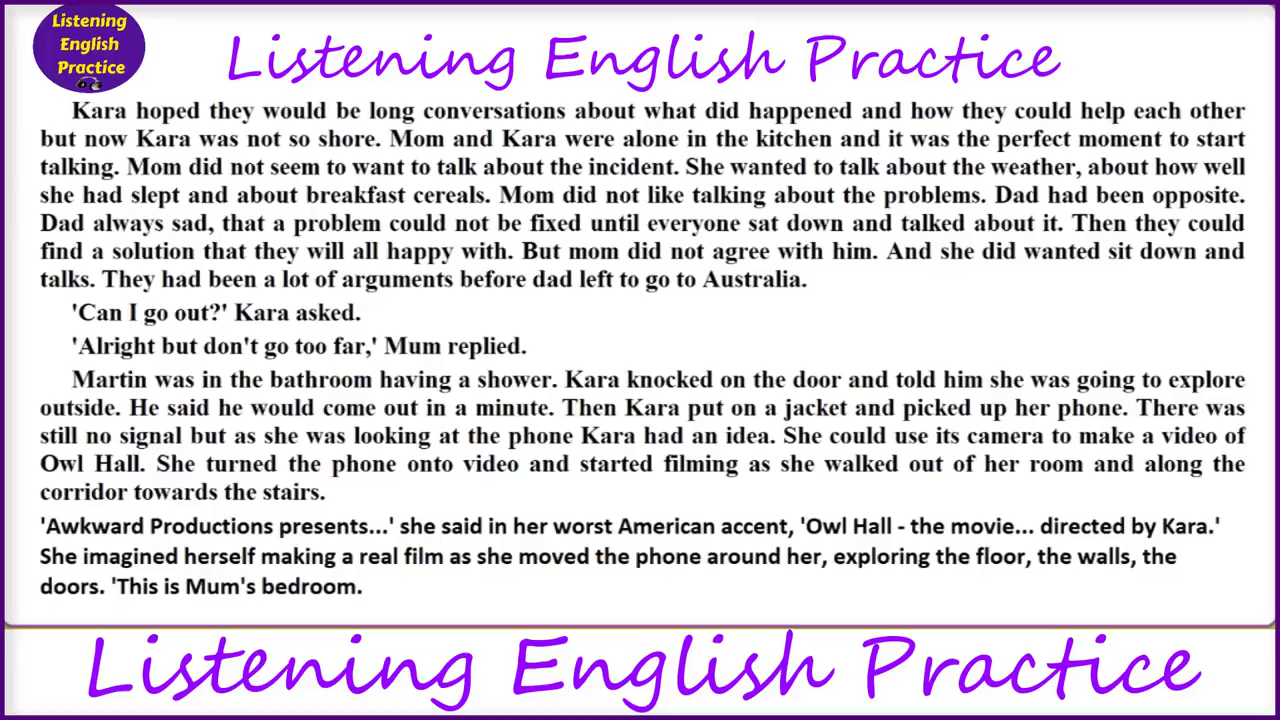 Listening
English
Practice
Listening English Practice
Kara hoped they would be long conversations about what did happened and how they could help each other
but now Kara was not so shore. Mom and Kara were alone in the kitchen and it was the perfect moment to start
talking. Mom did not seem to want to talk about the incident. She wanted to talk about the weather, about how well
she had slept and about breakfast cereals. Mom did not like talking about the problems. Dad had been opposite.
Dad always sad, that a problem could not be fixed until everyone sat down and talked about it. Then they could
find a solution that they will all happy with. But mom did not agree with him. And she did wanted sit down and
talks. They had been a lot of arguments before dad left to go to Australia.
'Can I go out?' Kara asked.
'Alright but don't go too far,' Mum replied.
Martin was in the bathroom having a shower. Kara knocked on the door and told him she was going to explore
outside. He said he would come out in a minute. Then Kara put on a jacket and picked up her phone. There was
still no signal but as she was looking at the phone Kara had an idea. She could use its camera to make a video of
Owl Hall. She turned the phone onto video and started filming as she walked out of her room and along the
corridor towards the stairs.
'Awkward Productions presents...' she said in her worst American accent, 'Owl Hall - the movie... directed by Kara.'
She imagined herself making a real film as she moved the phone around her, exploring the floor, the walls, the
doors. 'This is Mum's bedroom.
Listening English Practice